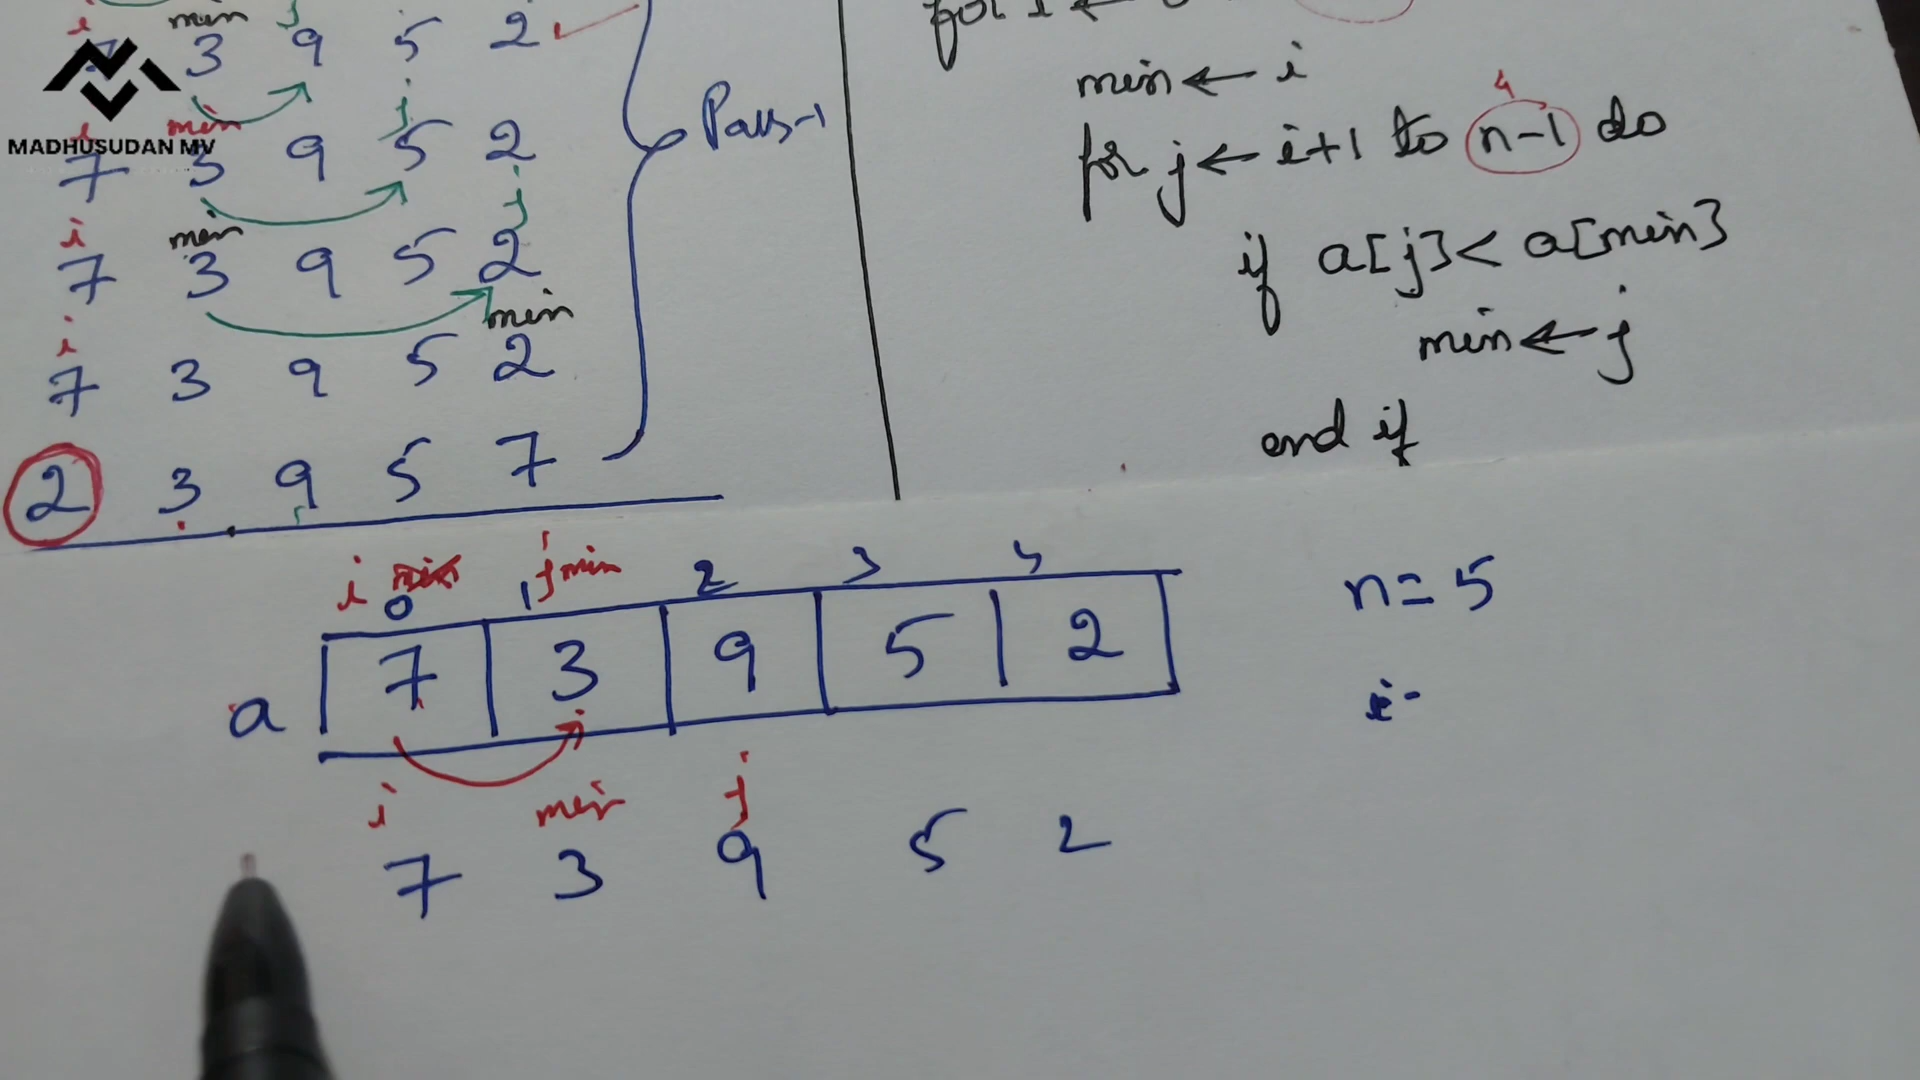 min j
i 3 9 5 2
MADHUSUDAN MV
i min j
7 3 9 5 2
Pass-1
i min j
7 3 9 5 2
i min
7 3 9 5 2
2 3 9 5 7
for i ←
min ← i
4
for j ← i+1 to n-1 do
if a[j] < a[min]
min ← j
end if
i min j min
0 1 2 3 4
a 7 3 9 5 2
i min j
7 3 9 5 2
n = 5
i-